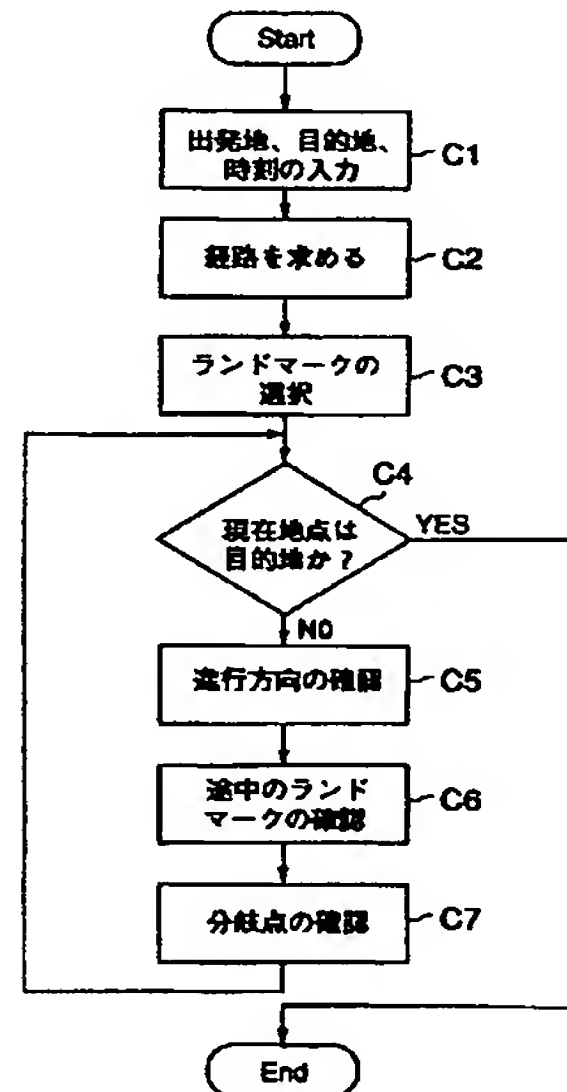 Start
出発地、目的地、
時刻の入力
C1
経路を求める
C2
ランドマークの
選択
C3
C4
現在地点は
目的地か？
YES
NO
進行方向の確認
C5
途中のランド
マークの確認
C6
分岐点の確認
C7
End